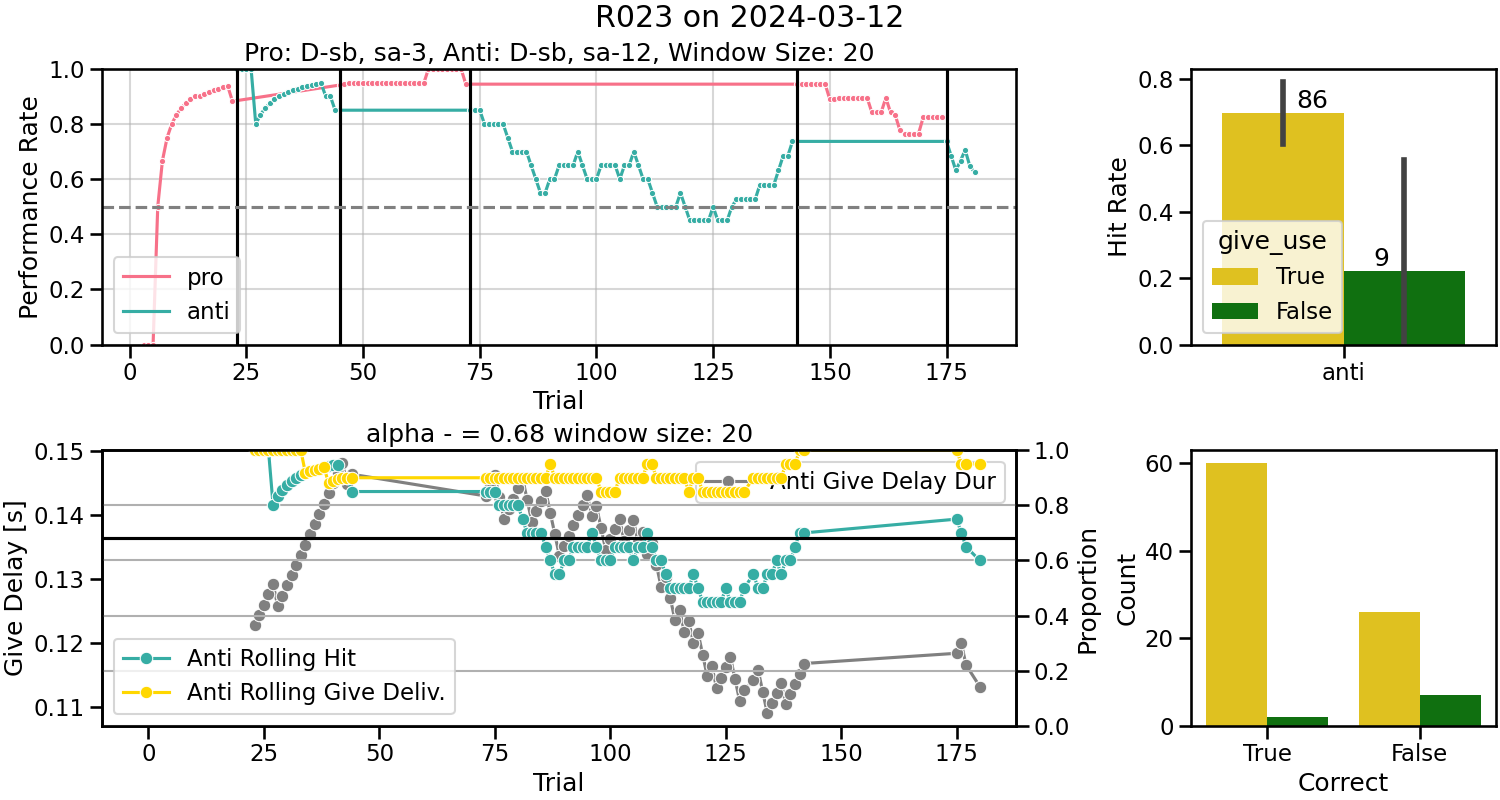 R023 on 2024-03-12
Pro: D-sb, sa-3, Anti: D-sb, sa-12, Window Size: 20
Performance Rate
1.0
0.8
0.6
0.4
0.2
0.0
pro
anti
0 25 50 75 100 125 150 175
Trial
Hit Rate
0.8
0.6
0.4
0.2
0.0
86
9
give_use
True
False
anti
alpha - = 0.68 window size: 20
Give Delay [s]
0.15
0.14
0.13
0.12
0.11
Anti Give Delay Dur
Anti Rolling Hit
Anti Rolling Give Deliv.
1.0
0.8
0.6
0.4
0.2
0.0
Proportion
0 25 50 75 100 125 150 175
Trial
Count
60
40
20
0
True False
Correct